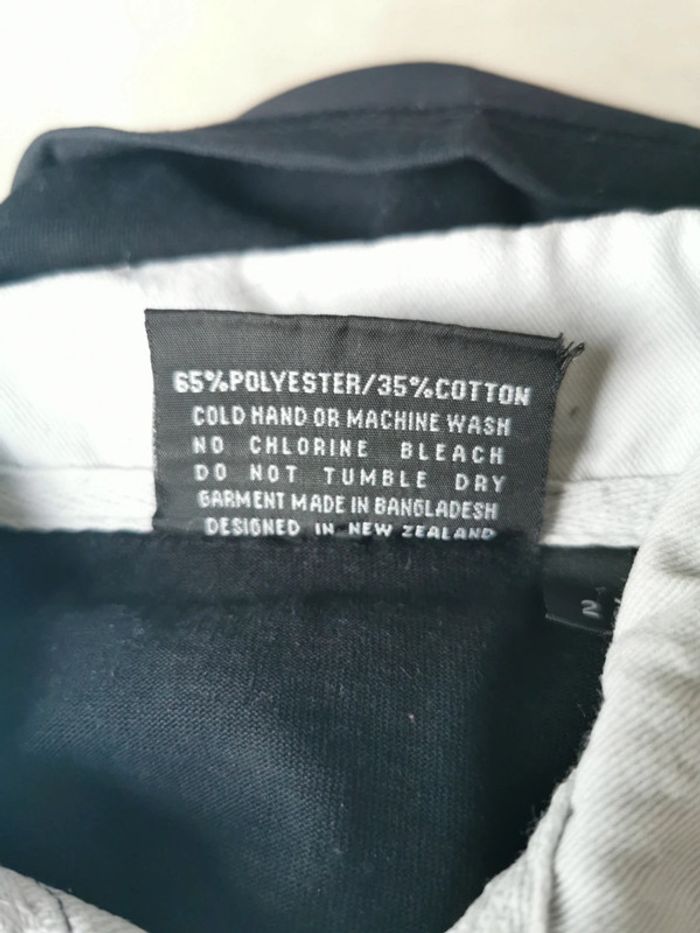 65%POLYESTER/35%COTTON
COLD HAND OR MACHINE WASH
NO CHLORINE BLEACH
DO NOT TUMBLE DRY
GARMENT MADE IN BANGLADESH
DESIGNED IN NEW ZEALAND
2